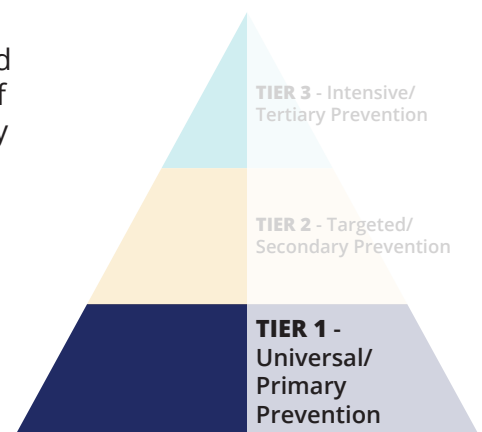 d
f
y
TIER 3 - Intensive/
Tertiary Prevention
TIER 2 - Targeted/
Secondary Prevention
TIER 1 -
Universal/
Primary
Prevention